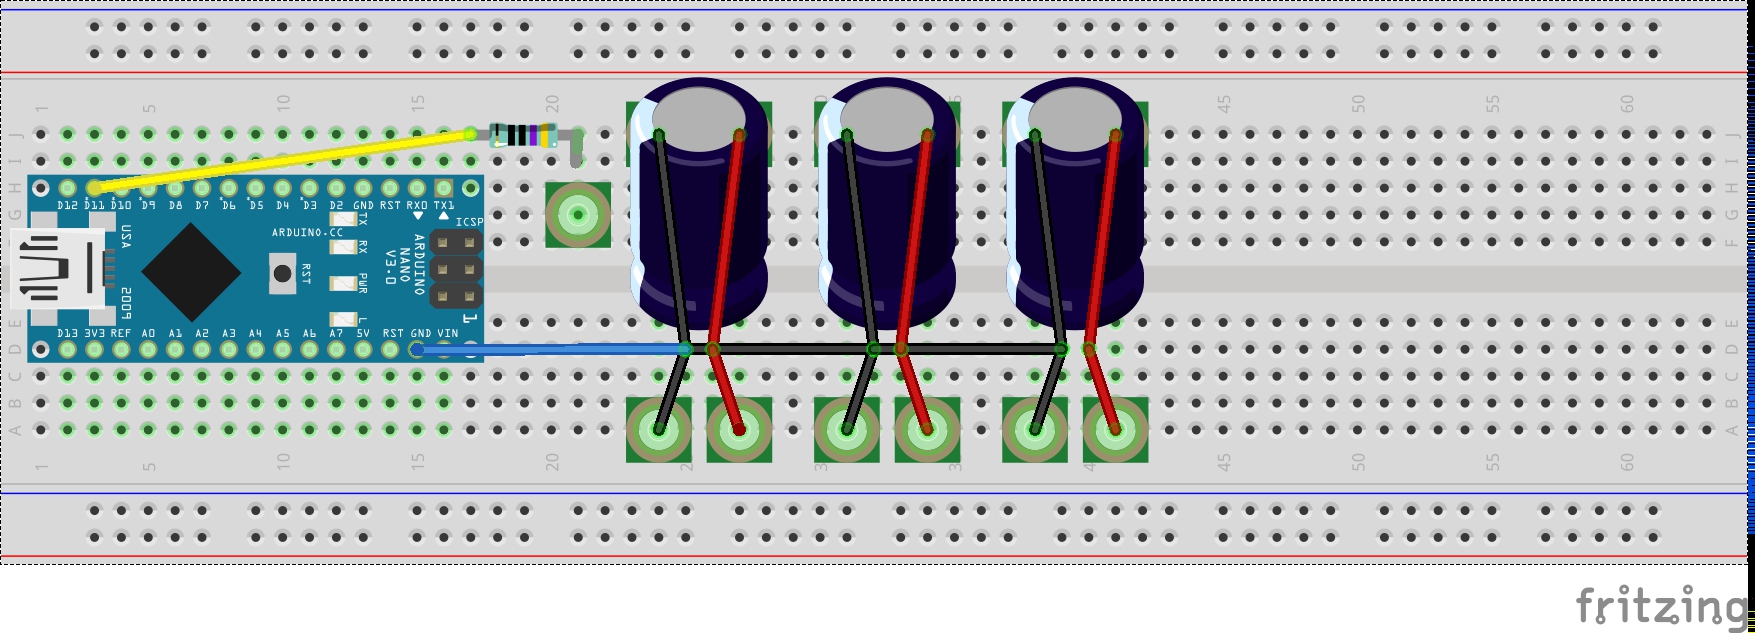 1 5 10 15 20 45 50 55 60
J J
I I
H H
D12 D11 D10 D9 D8 D7 D6 D5 D4 D3 D2 GND RST RX0 TX1
G G
TX ICSP
ARDUINO.CC
USA
F F
RX
ARDUINO
NANO
V3.0
RST
PWR
2009
L 1
E E
D13 3V3 REF A0 A1 A2 A3 A4 A5 A6 A7 5V RST GND VIN
D D
C C
B B
A A
1 5 10 15 20 45 50 55 60
fritzing